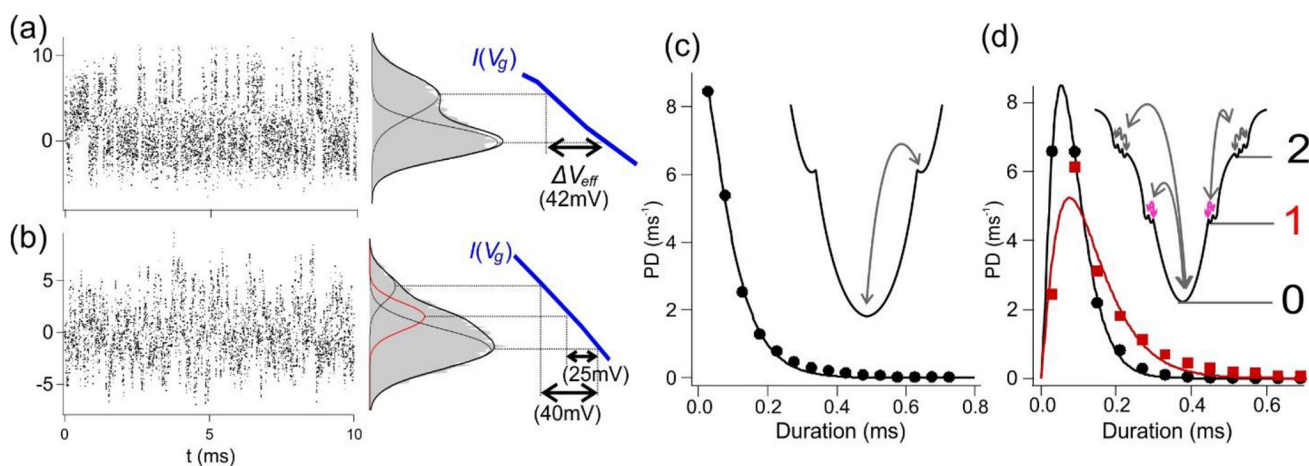 (a)
10
0
I(Vg)
ΔVeff
(42mV)
(b)
5
0
-5
0
5
10
t (ms)
I(Vg)
(25mV)
(40mV)
(c)
8
6
4
2
0
PD (ms-1)
0.0
0.2
0.4
0.6
0.8
Duration (ms)
(d)
8
6
4
2
0
PD (ms-1)
0.0
0.2
0.4
0.6
Duration (ms)
2
1
0